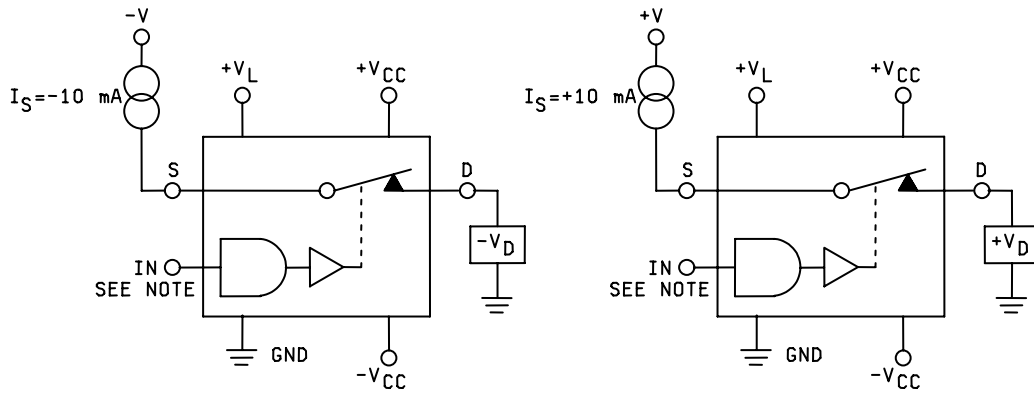 -V
+V_L
+V_CC
I_S=-10 mA
S
D
-V_D
IN
SEE NOTE
GND
-V_CC
+V
+V_L
+V_CC
I_S=+10 mA
S
D
+V_D
IN
SEE NOTE
GND
-V_CC